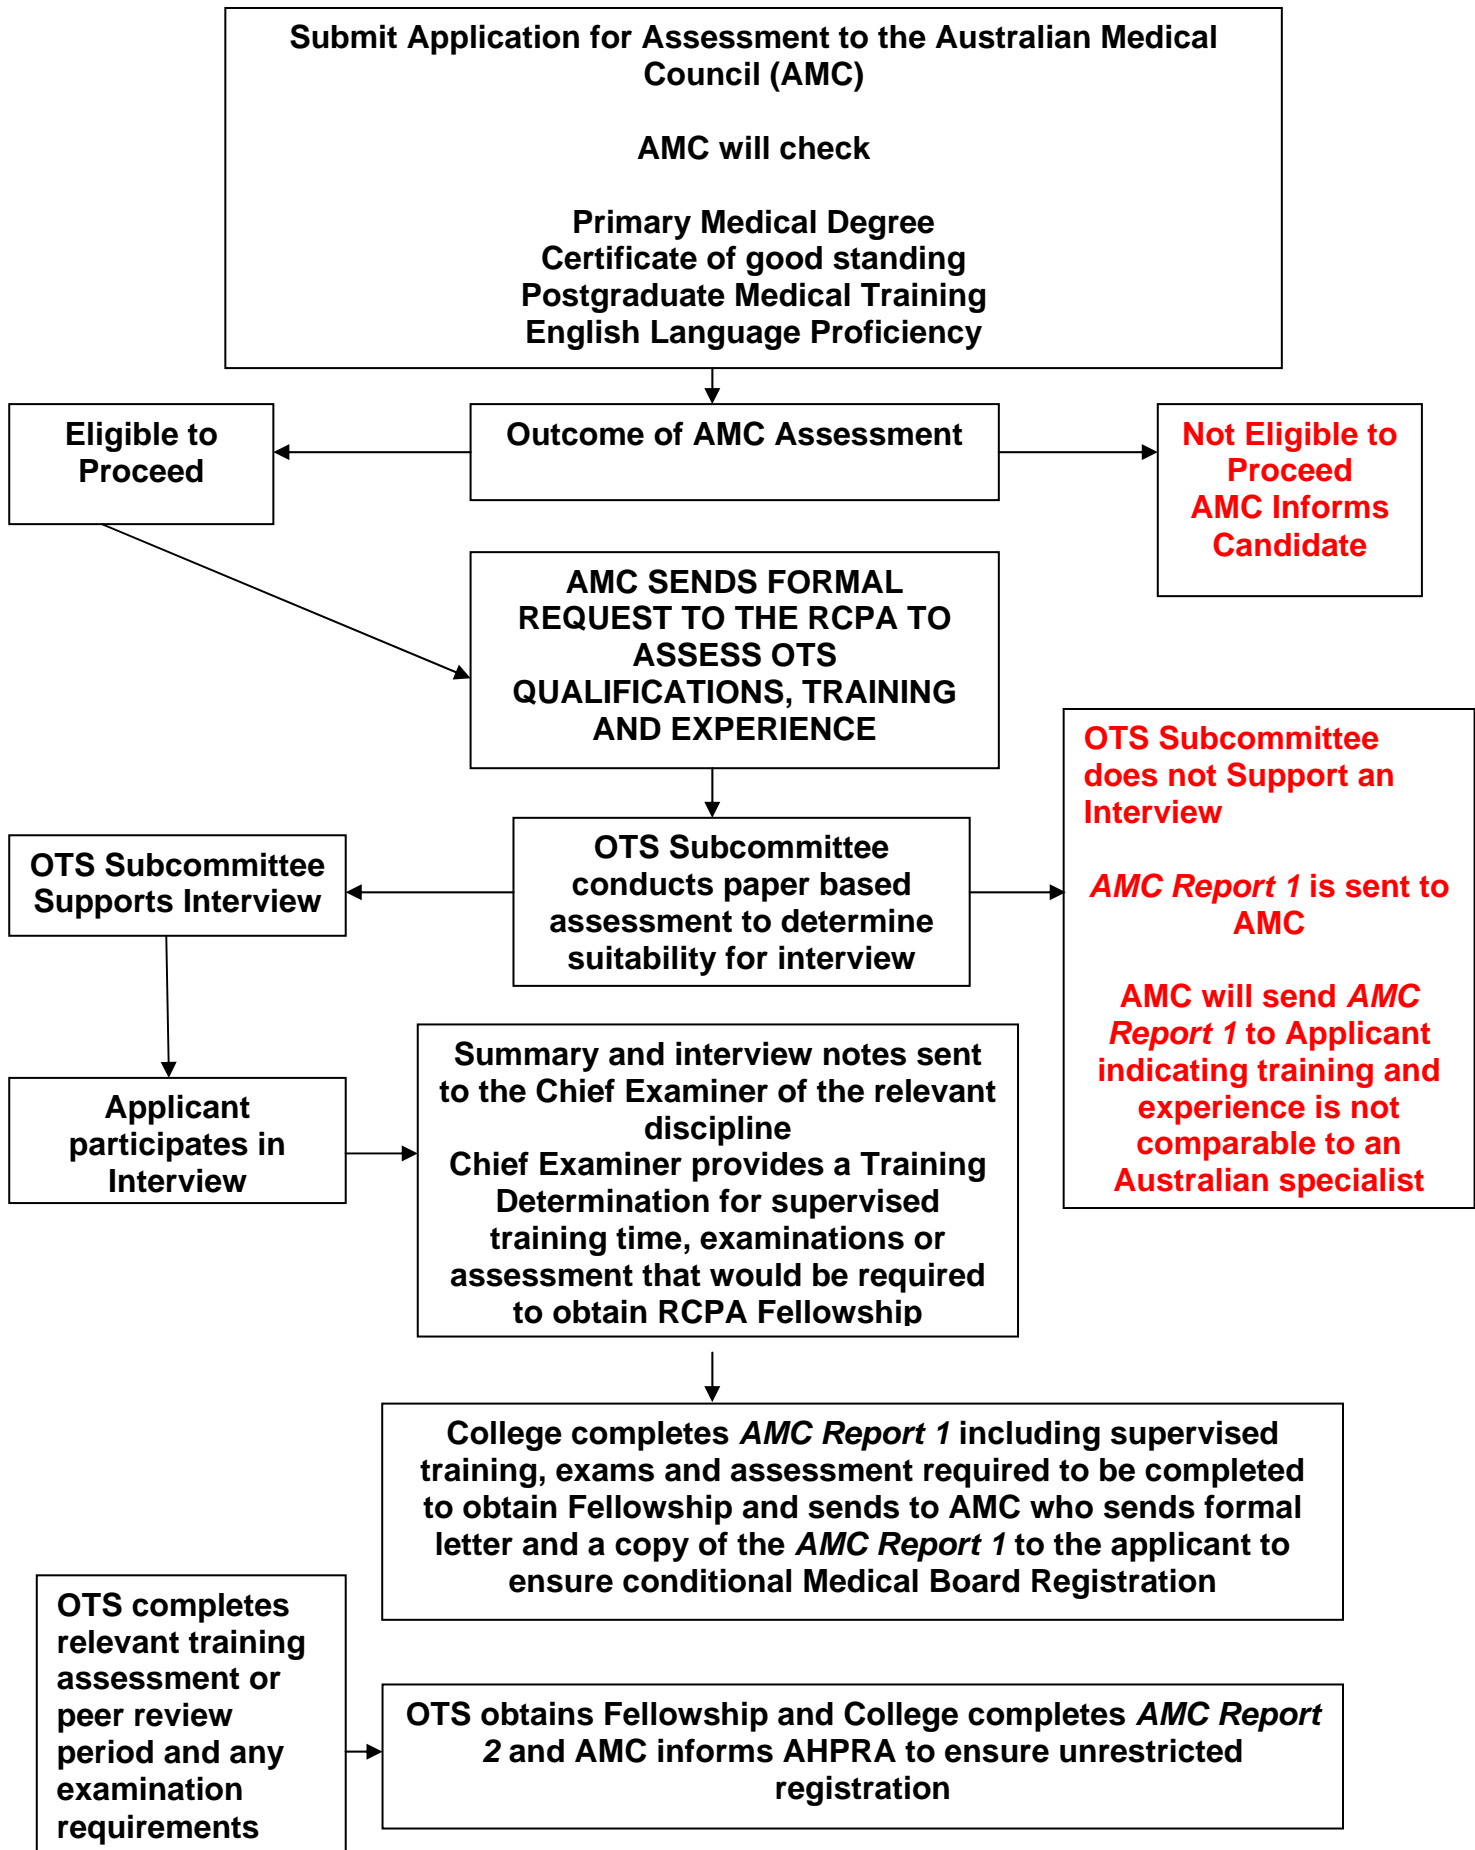 Submit Application for Assessment to the Australian Medical
Council (AMC)
AMC will check
Primary Medical Degree
Certificate of good standing
Postgraduate Medical Training
English Language Proficiency
Eligible to
Proceed
Outcome of AMC Assessment
Not Eligible to
Proceed
AMC Informs
Candidate
AMC SENDS FORMAL
REQUEST TO THE RCPA TO
ASSESS OTS
QUALIFICATIONS, TRAINING
AND EXPERIENCE
OTS Subcommittee
does not Support an
Interview
AMC Report 1 is sent to
AMC
AMC will send AMC
Report 1 to Applicant
indicating training and
experience is not
comparable to an
Australian specialist
OTS Subcommittee
Supports Interview
OTS Subcommittee
conducts paper based
assessment to determine
suitability for interview
Applicant
participates in
Interview
Summary and interview notes sent
to the Chief Examiner of the relevant
discipline
Chief Examiner provides a Training
Determination for supervised
training time, examinations or
assessment that would be required
to obtain RCPA Fellowship
College completes AMC Report 1 including supervised
training, exams and assessment required to be completed
to obtain Fellowship and sends to AMC who sends formal
letter and a copy of the AMC Report 1 to the applicant to
ensure conditional Medical Board Registration
OTS completes
relevant training
assessment or
peer review
period and any
examination
requirements
OTS obtains Fellowship and College completes AMC Report
2 and AMC informs AHPRA to ensure unrestricted
registration